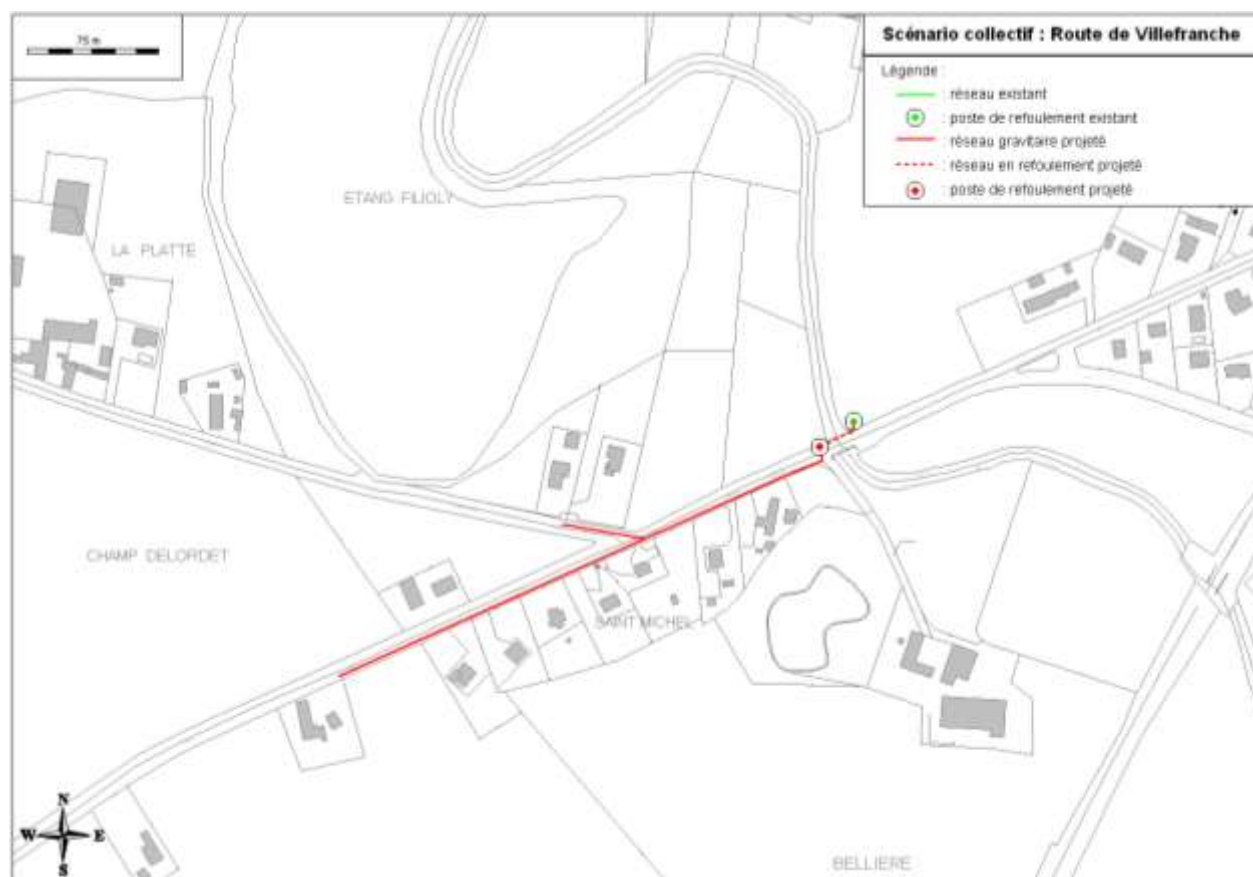 75 m
Scénario collectif : Route de Villefranche
Légende :
: réseau existant
: poste de refoulement existant
: réseau gravitaire projeté
: réseau en refoulement projeté
: poste de refoulement projeté
ETANG FILIOLY
LA PLATTE
CHAMP DELORDET
SAINT MICHEL
BELLIERE
N
W E
S